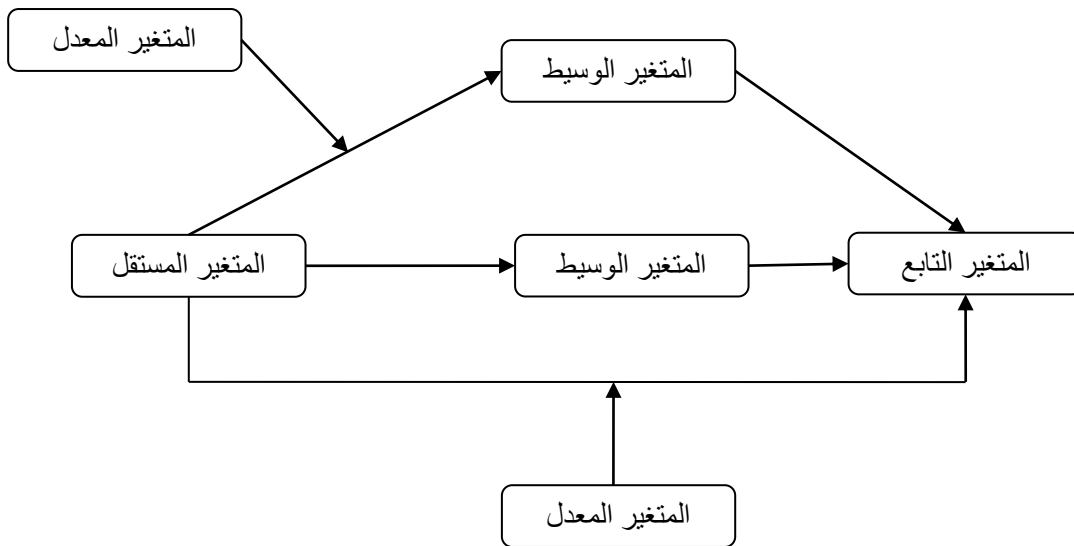 المتغير المعدل
المتغير الوسيط
المتغير المستقل
المتغير الوسيط
المتغير التابع
المتغير المعدل